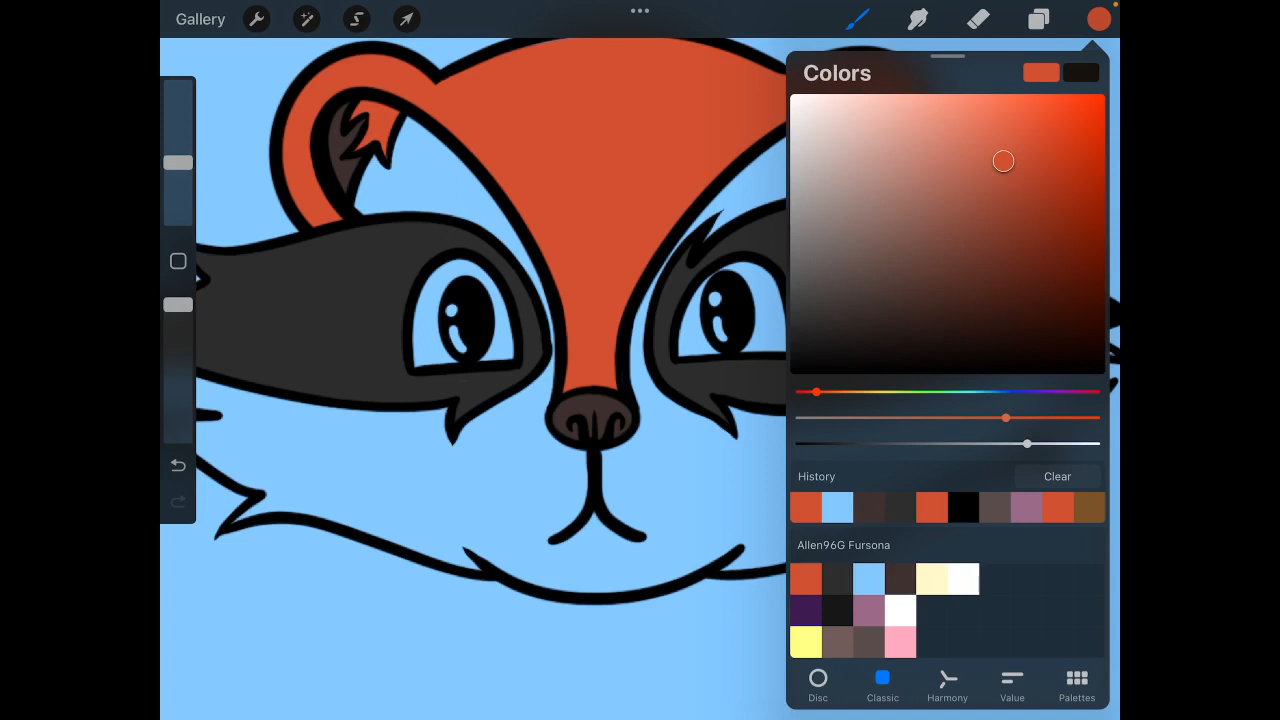 Gallery
Colors
History
Clear
Allen96G Fursona
Disc
Classic
Harmony
Value
Palettes